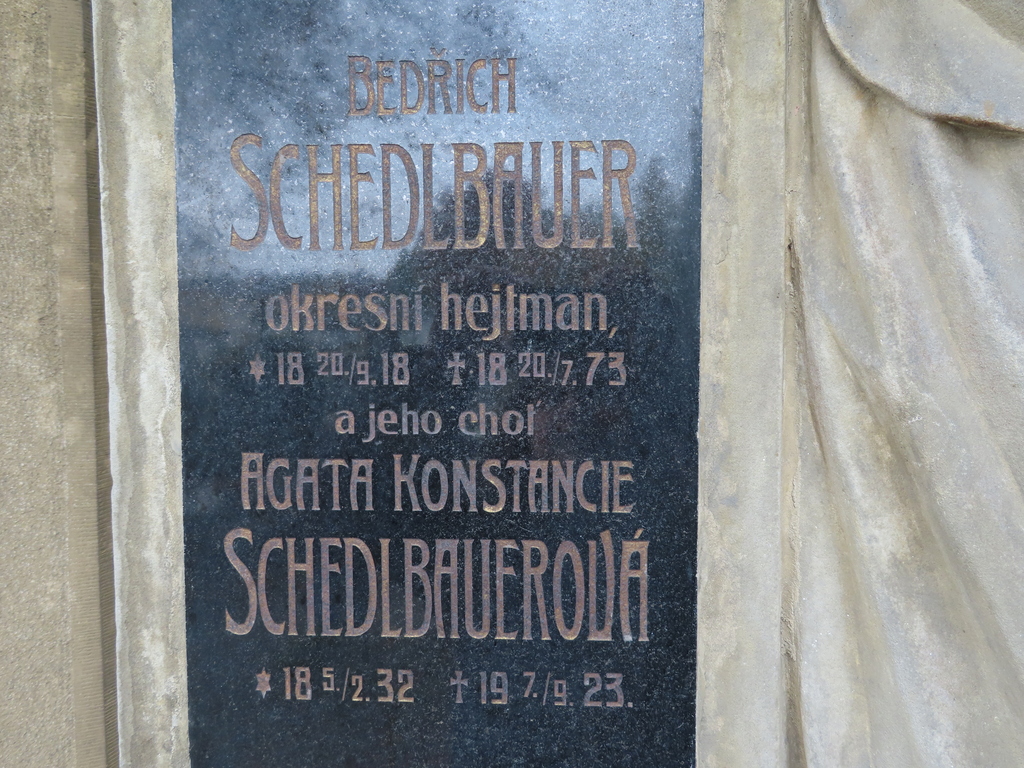 BEDŘICH
SCHEDLBAUER
okresní hejtman,
* 18 20./9. 18 ✝ 18 20./7. 73
a jeho choť
AGATA KONSTANCIE
SCHEDLBAUEROVÁ
* 18 5./2. 32 ✝ 19 7./9. 23.